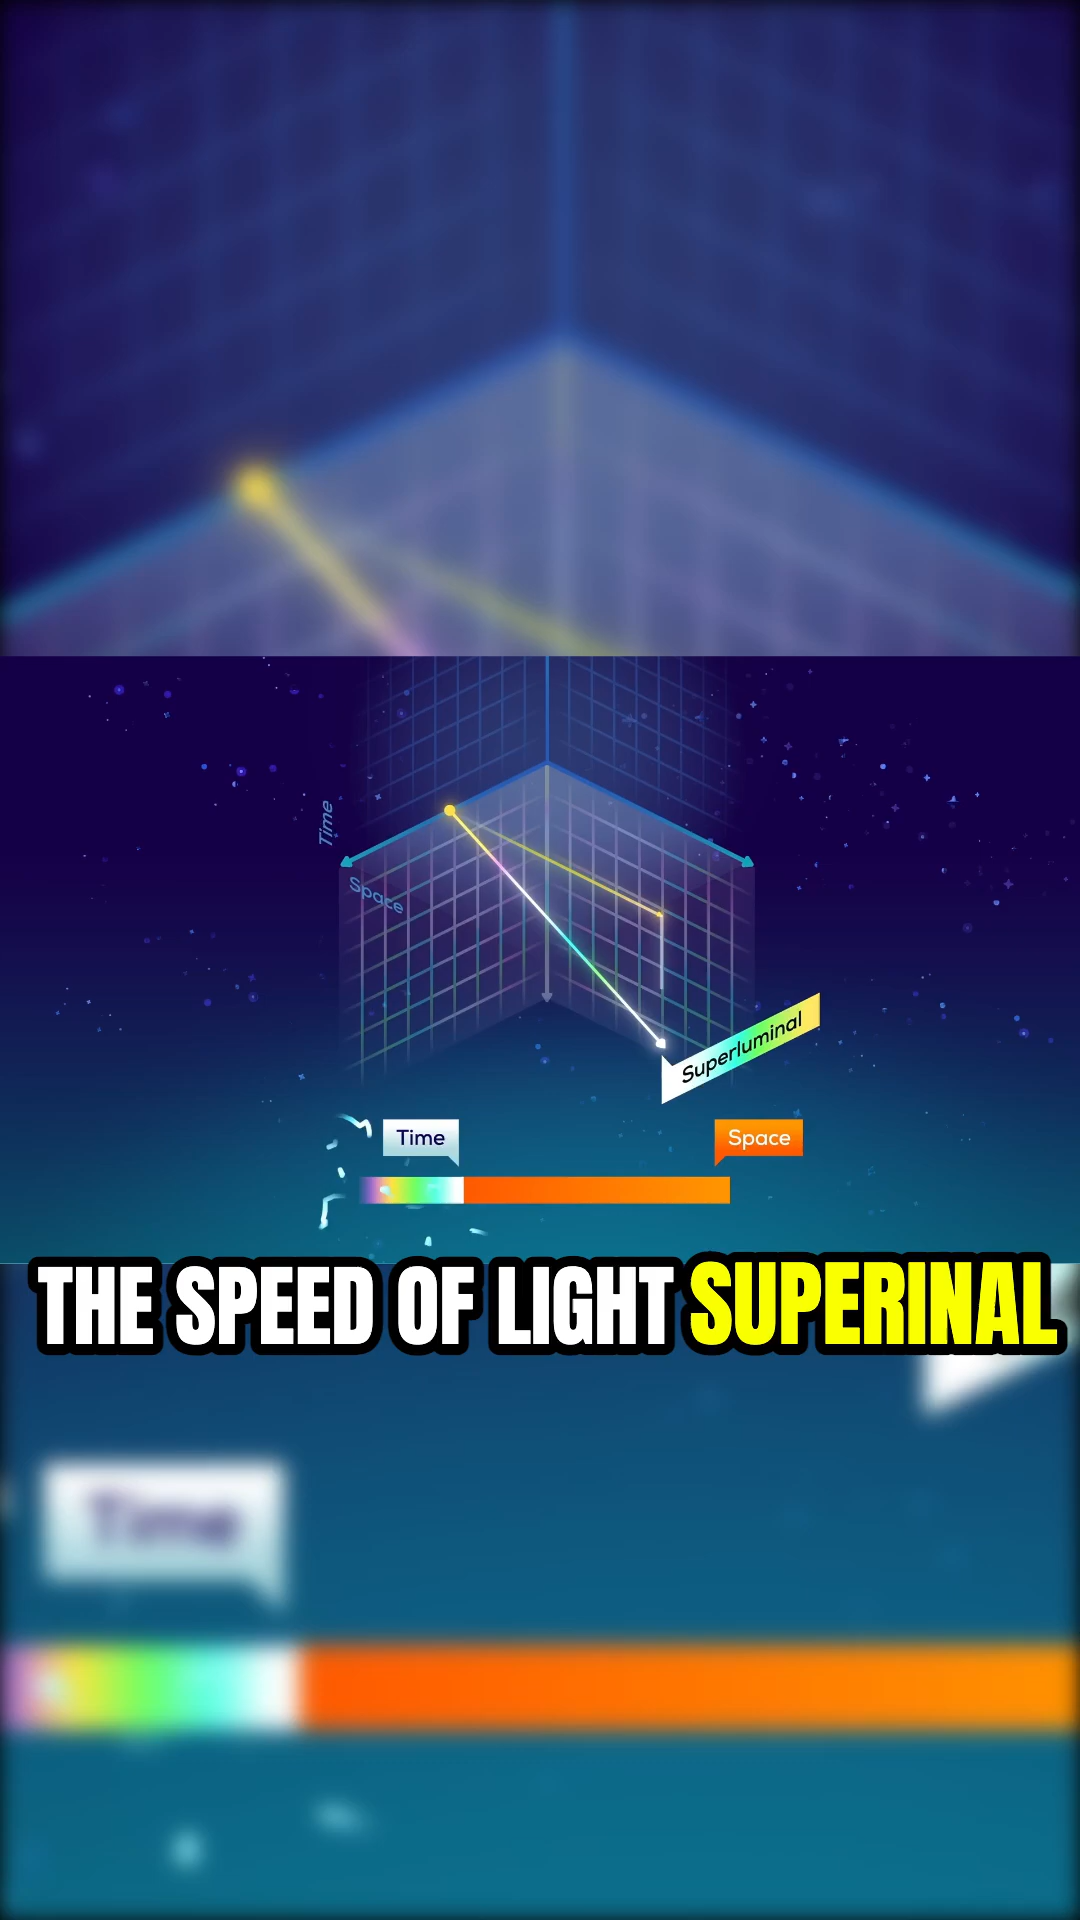 Time
Space
Superluminal
Time
Space
THE SPEED OF LIGHT SUPERINAL
Time